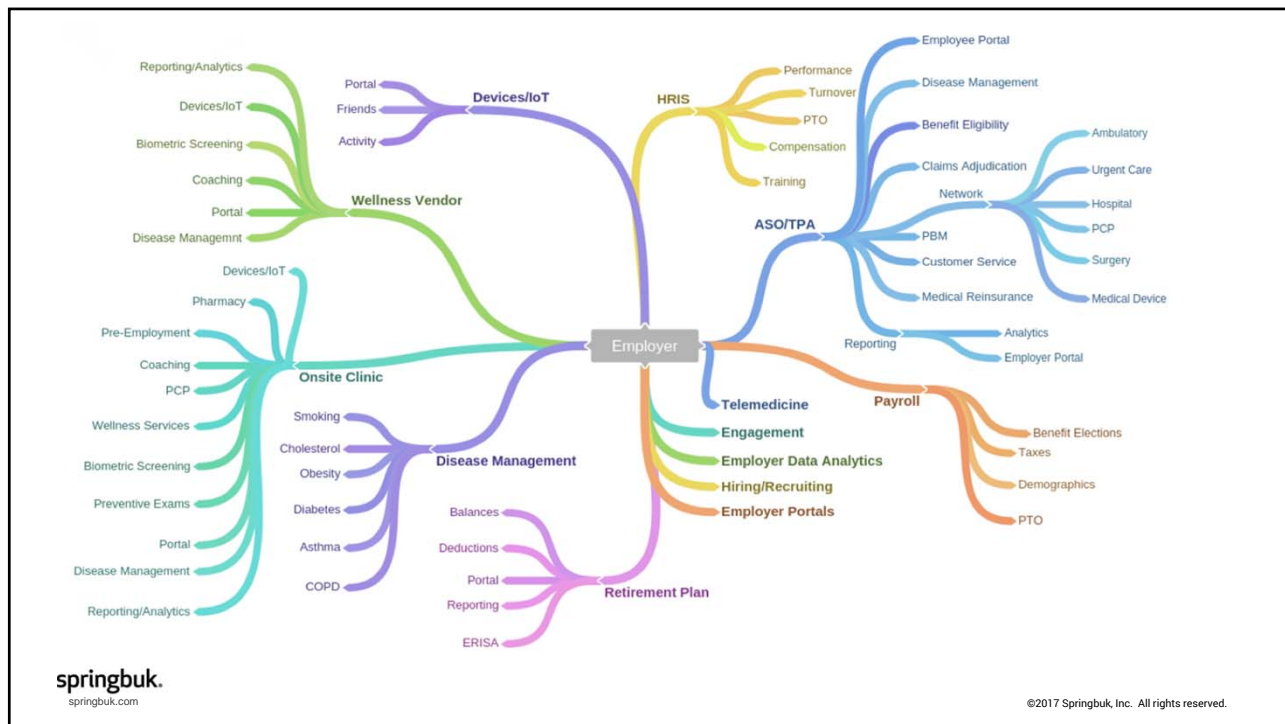 Reporting/Analytics
Devices/IoT
Biometric Screening
Coaching
Portal
Disease Managemnt
Wellness Vendor
Portal
Friends
Activity
Devices/IoT
HRIS
Performance
Turnover
PTO
Compensation
Training
Employee Portal
Disease Management
Benefit Eligibility
Claims Adjudication
Network
Ambulatory
Urgent Care
Hospital
PCP
Surgery
Medical Device
ASO/TPA
PBM
Customer Service
Medical Reinsurance
Reporting
Analytics
Employer Portal
Employer
Devices/IoT
Pharmacy
Pre-Employment
Coaching
PCP
Wellness Services
Biometric Screening
Preventive Exams
Portal
Disease Management
Reporting/Analytics
Onsite Clinic
Smoking
Cholesterol
Obesity
Diabetes
Asthma
COPD
Disease Management
Telemedicine
Engagement
Employer Data Analytics
Hiring/Recruiting
Employer Portals
Payroll
Benefit Elections
Taxes
Demographics
PTO
Balances
Deductions
Portal
Reporting
ERISA
Retirement Plan
springbuk.
springbuk.com
©2017 Springbuk, Inc. All rights reserved.